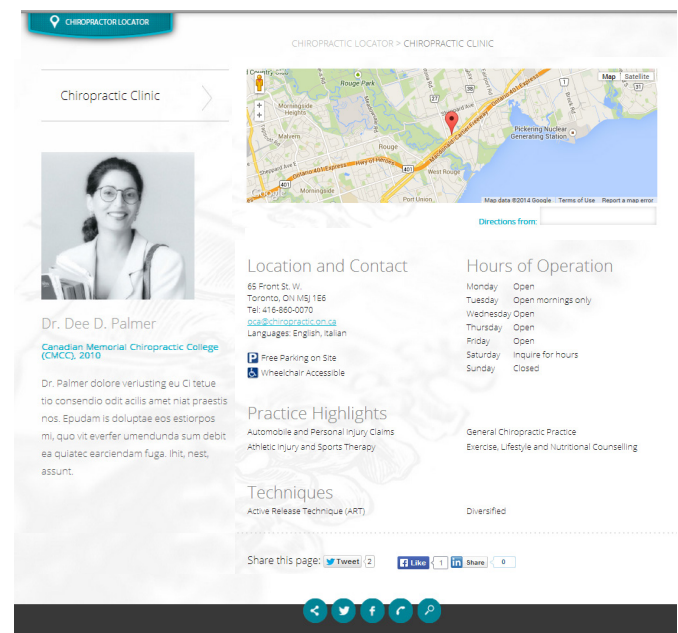 CHIROPRACTOR LOCATOR
CHIROPRACTIC LOCATOR > CHIROPRACTIC CLINIC
Chiropractic Clinic
Rouge Park
Map Satellite
Morningside
Heights
Malvern
Rouge
Pickering Nuclear
Generating Station
West Rouge
Morningside
Port Union
Map data ©2014 Google Terms of Use Report a map error
Directions from:
Dr. Dee D. Palmer
Canadian Memorial Chiropractic College
(CMCC), 2010
Dr. Palmer dolore veriusting eu Ci tetue
tio consendio odit acilis amet niat praestis
nos. Epudam is doluptae eos estiorpos
mi, quo vit everfer umendunda sum debit
ea quiatec earciendam fuga. Ihit, nest,
assunt.
Location and Contact
65 Front St. W.
Toronto, ON M5J 1E6
Tel: 416-860-0070
oca@chiropractic.on.ca
Languages: English, Italian
P Free Parking on Site
Wheelchair Accessible
Hours of Operation
Monday Open
Tuesday Open mornings only
Wednesday Open
Thursday Open
Friday Open
Saturday Inquire for hours
Sunday Closed
Practice Highlights
Automobile and Personal Injury Claims
General Chiropractic Practice
Athletic Injury and Sports Therapy
Exercise, Lifestyle and Nutritional Counselling
Techniques
Active Release Technique (ART)
Diversified
Share this page: Tweet 2 Like 1 in Share 0